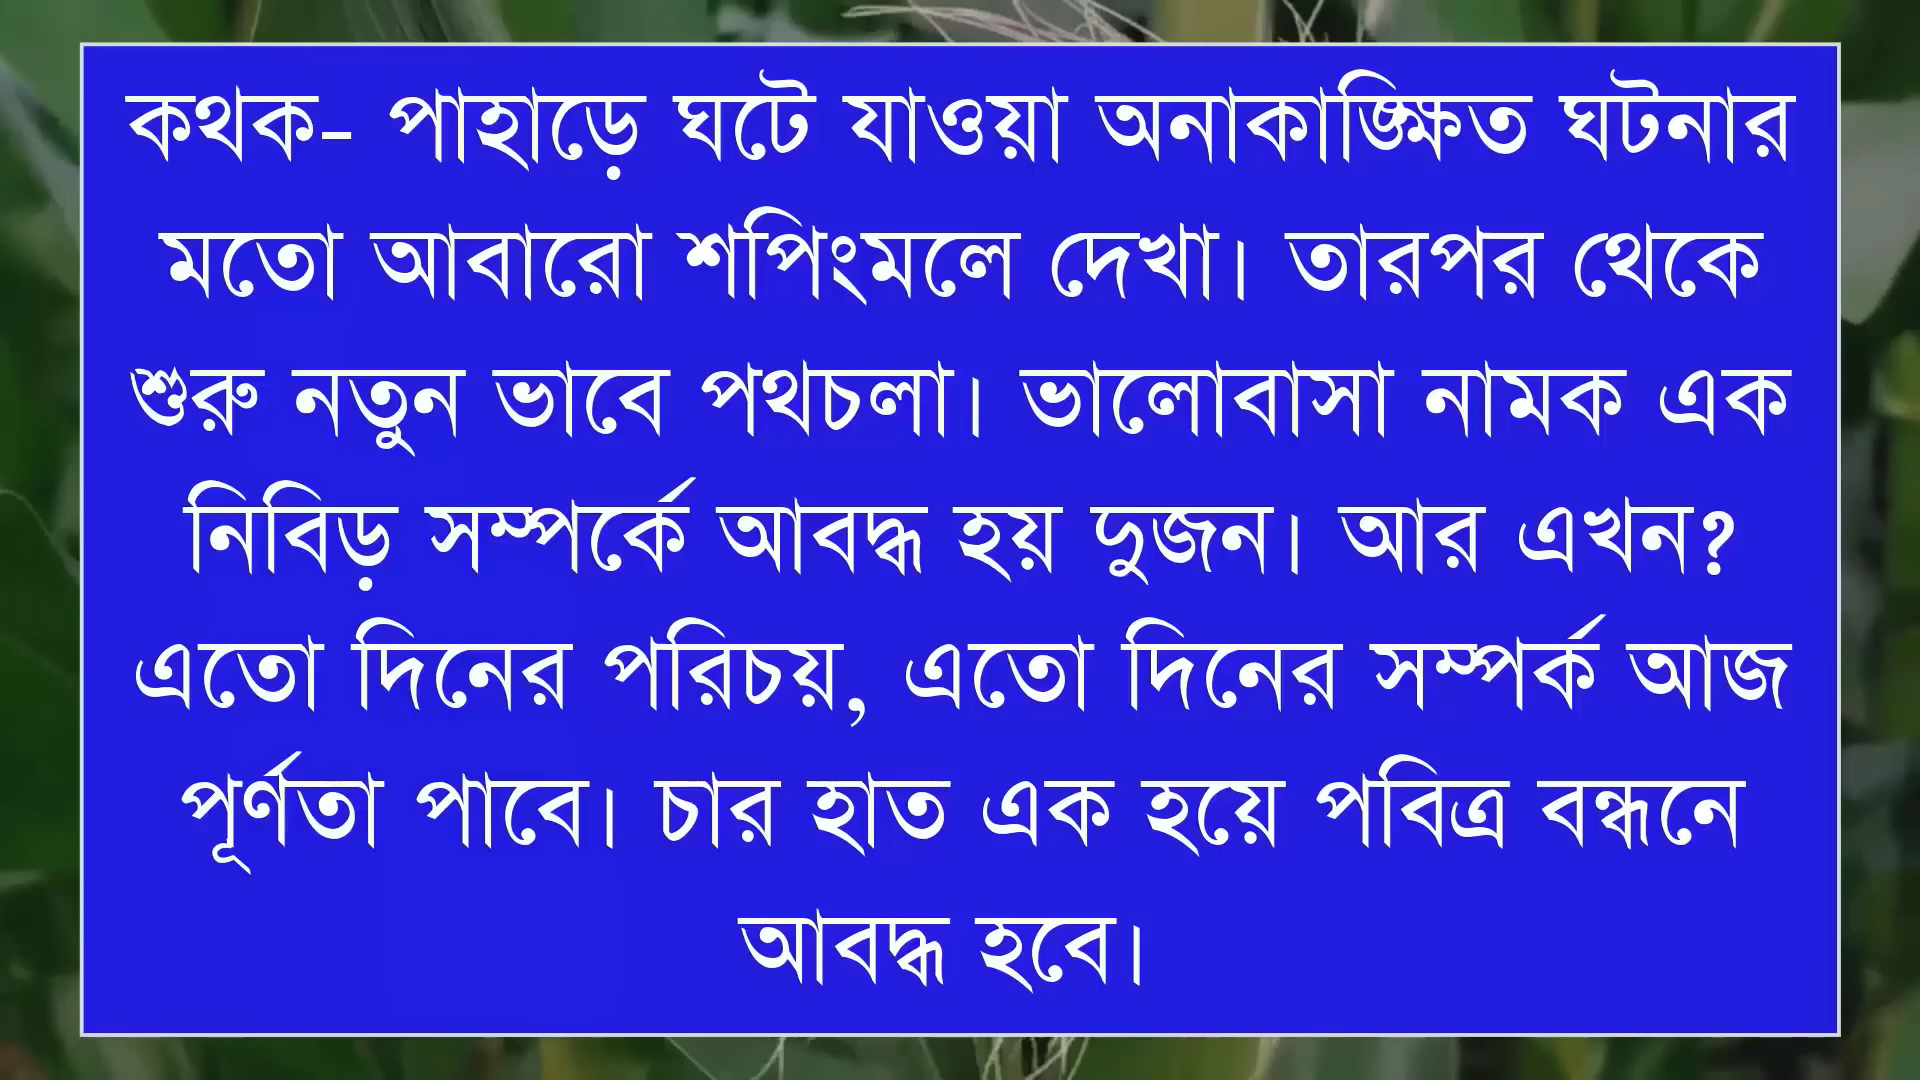 কথক- পাহাড়ে ঘটে যাওয়া অনাকাঙ্ক্ষিত ঘটনার
মতো আবারো শপিংমলে দেখা। তারপর থেকে
শুরু নতুন ভাবে পথচলা। ভালোবাসা নামক এক
নিবিড় সম্পর্কে আবদ্ধ হয় দুজন। আর এখন?
এতো দিনের পরিচয়, এতো দিনের সম্পর্ক আজ
পূর্ণতা পাবে। চার হাত এক হয়ে পবিত্র বন্ধনে
আবদ্ধ হবে।